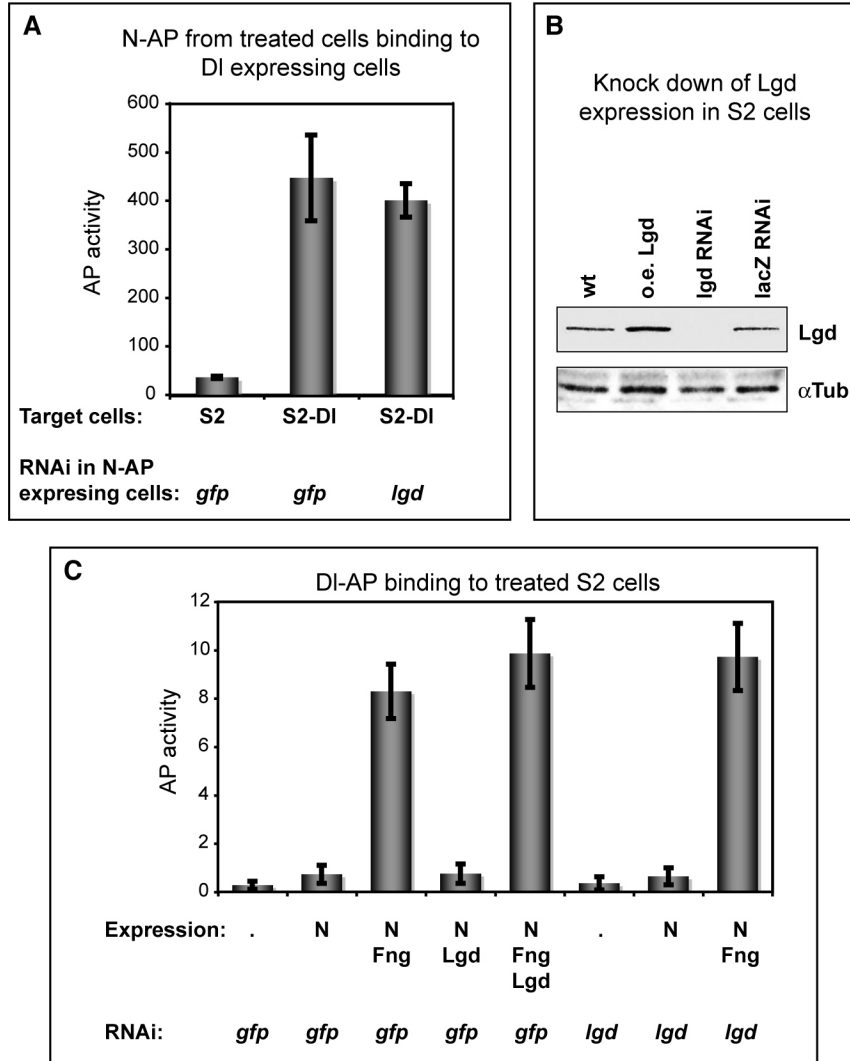 A
N-AP from treated cells binding to
Dl expressing cells
AP activity
600
500
400
300
200
100
0
Target cells: S2 S2-Dl S2-Dl
RNAi in N-AP
expresing cells: gfp gfp lgd
B
Knock down of Lgd
expression in S2 cells
wt o.e. Lgd lgd RNAi lacZ RNAi
Lgd
αTub
C
Dl-AP binding to treated S2 cells
AP activity
12
10
8
6
4
2
0
Expression: . N N N N . N N
Fng Lgd Fng Fng
Lgd
RNAi: gfp gfp gfp gfp gfp lgd lgd lgd